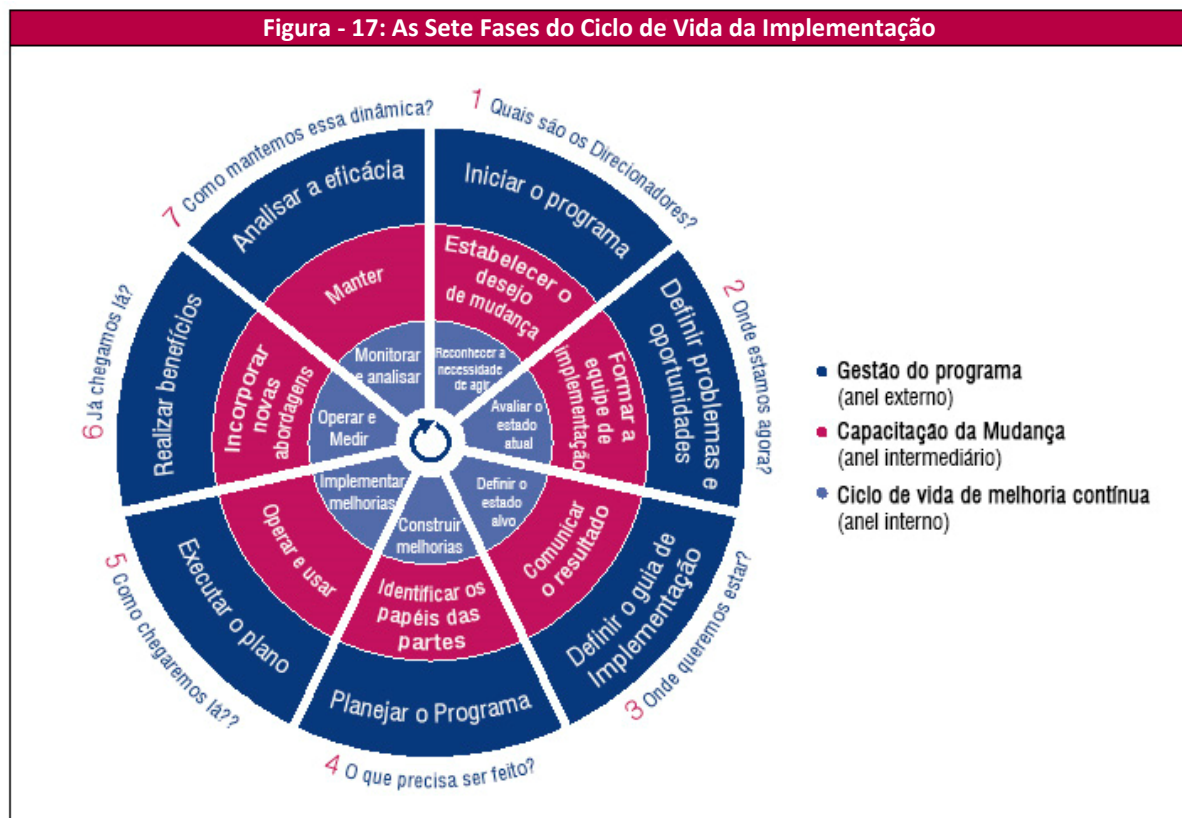 Figura - 17: As Sete Fases do Ciclo de Vida da Implementação
1 Quais são os Direcionadores?
Iniciar o programa
Estabelecer o
desejo
de mudança
Reconhecer a
necessidade
de agir
2 Onde estamos agora?
Definir problemas e
oportunidades
Formar a
equipe de
implementação
Avaliar o
estado
atual
3 Onde queremos estar?
Definir o guia de
Implementação
Comunicar
o resultado
Definir o
estado
alvo
4 O que precisa ser feito?
Planejar o Programa
Identificar os
papéis das
partes
Construir
melhorias
5 Como chegaremos lá??
Executar o plano
Operar e usar
Implementar
melhorias
6 Já chegamos lá?
Realizar benefícios
Incorporar
novas
abordagens
Operar e
Medir
7 Como mantemos essa dinâmica?
Analisar a eficácia
Manter
Monitorar
e analisar
Gestão do programa
(anel externo)
Capacitação da Mudança
(anel intermediário)
Ciclo de vida de melhoria contínua
(anel interno)